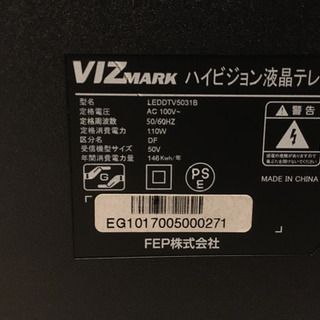 VIZMARK ハイビジョン液晶テレ
型名 LEDDTV5031B
定格電圧 AC 100V~
定格周波数 50/60HZ
定格消費電力 110W
区分名 DF
受信機型サイズ 50V
年間消費電力量 146 Kwh/年
警告
MADE IN CHINA
G
PS
E
EG1017005000271
FEP株式会社